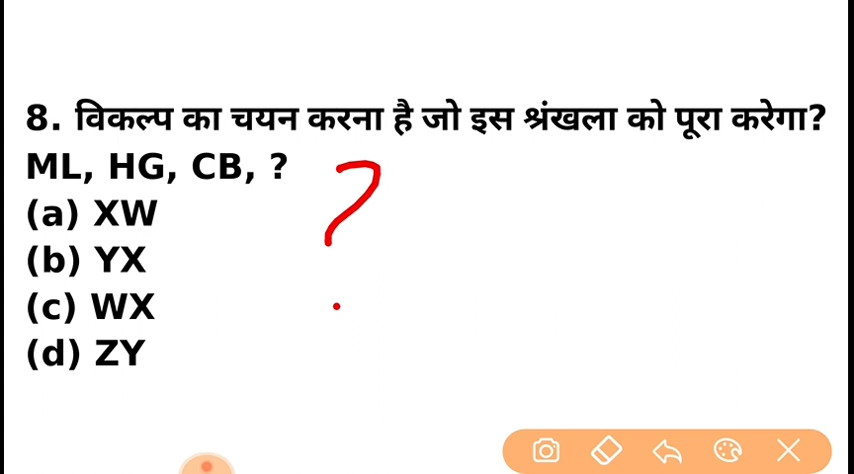 8. विकल्प का चयन करना है जो इस श्रंखला को पूरा करेगा?
ML, HG, CB, ?
(a) XW
(b) YX
(c) WX
(d) ZY
?